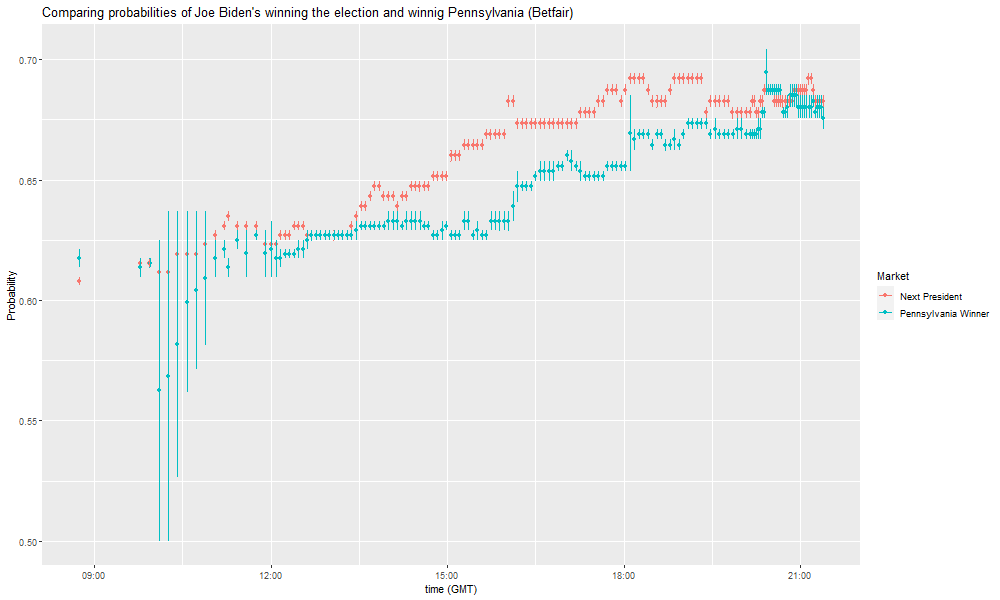 Comparing probabilities of Joe Biden's winning the election and winnig Pennsylvania (Betfair)
0.70
0.65
0.60
0.55
0.50
Probability
09:00 12:00 15:00 18:00 21:00
time (GMT)
Market
Next President
Pennsylvania Winner